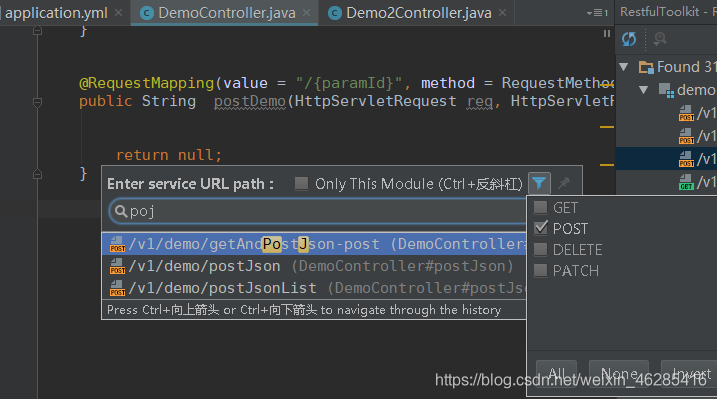 application.yml
DemoController.java
Demo2Controller.java
RestfulToolkit - R
}
@RequestMapping(value = "/{paramId}", method = RequestMethod
public String postDemo(HttpServletRequest req, HttpServletR
return null;
}
Found 31
demo
/v1
/v1
/v1
/v1
Enter service URL path :
Only This Module (Ctrl+反斜杠)
poj
POST /v1/demo/getAndPostJson-post (DemoController#
POST /v1/demo/postJson (DemoController#postJson)
POST /v1/demo/postJsonList (DemoController#postJso
Press Ctrl+向上箭头 or Ctrl+向下箭头 to navigate through the history
GET
POST
DELETE
PATCH
All
None
Invert
https://blog.csdn.net/weixin_46285416